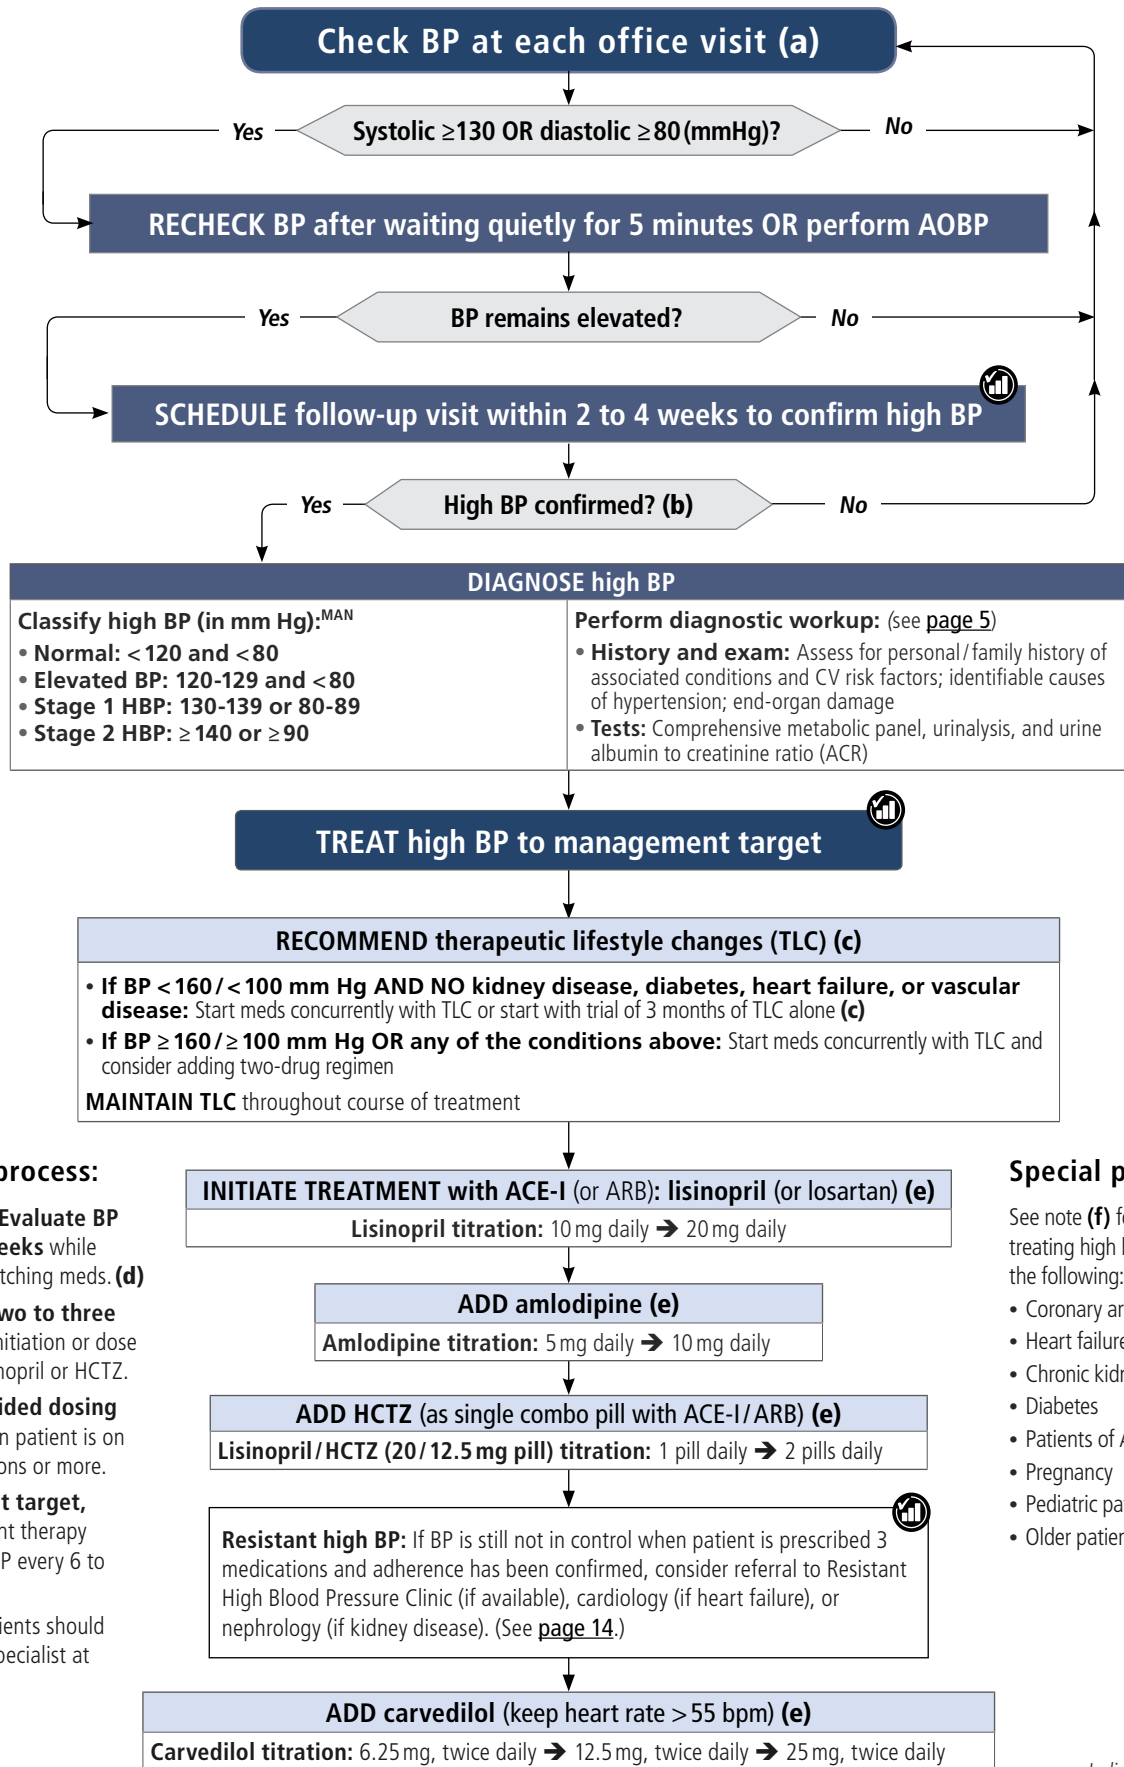 Check BP at each office visit (a)
Systolic ≥130 OR diastolic ≥80 (mmHg)?
Yes
No
RECHECK BP after waiting quietly for 5 minutes OR perform AOBP
BP remains elevated?
Yes
No
SCHEDULE follow-up visit within 2 to 4 weeks to confirm high BP
High BP confirmed? (b)
Yes
No
DIAGNOSE high BP
Classify high BP (in mm Hg):MAN
• Normal: <120 and <80
• Elevated BP: 120-129 and <80
• Stage 1 HBP: 130-139 or 80-89
• Stage 2 HBP: ≥140 or ≥90
Perform diagnostic workup: (see page 5)
• History and exam: Assess for personal/family history of
associated conditions and CV risk factors; identifiable causes
of hypertension; end-organ damage
• Tests: Comprehensive metabolic panel, urinalysis, and urine
albumin to creatinine ratio (ACR)
TREAT high BP to management target
RECOMMEND therapeutic lifestyle changes (TLC) (c)
• If BP <160/<100 mm Hg AND NO kidney disease, diabetes, heart failure, or vascular
disease: Start meds concurrently with TLC or start with trial of 3 months of TLC alone (c)
• If BP ≥160/≥100 mm Hg OR any of the conditions above: Start meds concurrently with TLC and
consider adding two-drug regimen
MAINTAIN TLC throughout course of treatment
process:
Evaluate BP
eeks while
tching meds. (d)
wo to three
nitiation or dose
nopril or HCTZ.
ided dosing
n patient is on
ons or more.
t target,
nt therapy
P every 6 to
ients should
pecialist at
INITIATE TREATMENT with ACE-I (or ARB): lisinopril (or losartan) (e)
Lisinopril titration: 10 mg daily ➔ 20 mg daily
ADD amlodipine (e)
Amlodipine titration: 5 mg daily ➔ 10 mg daily
ADD HCTZ (as single combo pill with ACE-I/ARB) (e)
Lisinopril/HCTZ (20/12.5 mg pill) titration: 1 pill daily ➔ 2 pills daily
Resistant high BP: If BP is still not in control when patient is prescribed 3
medications and adherence has been confirmed, consider referral to Resistant
High Blood Pressure Clinic (if available), cardiology (if heart failure), or
nephrology (if kidney disease). (See page 14.)
ADD carvedilol (keep heart rate >55 bpm) (e)
Carvedilol titration: 6.25 mg, twice daily ➔ 12.5 mg, twice daily ➔ 25 mg, twice daily
Special p
See note (f) f
treating high
the following:
• Coronary ar
• Heart failure
• Chronic kidn
• Diabetes
• Patients of A
• Pregnancy
• Pediatric pa
• Older patien